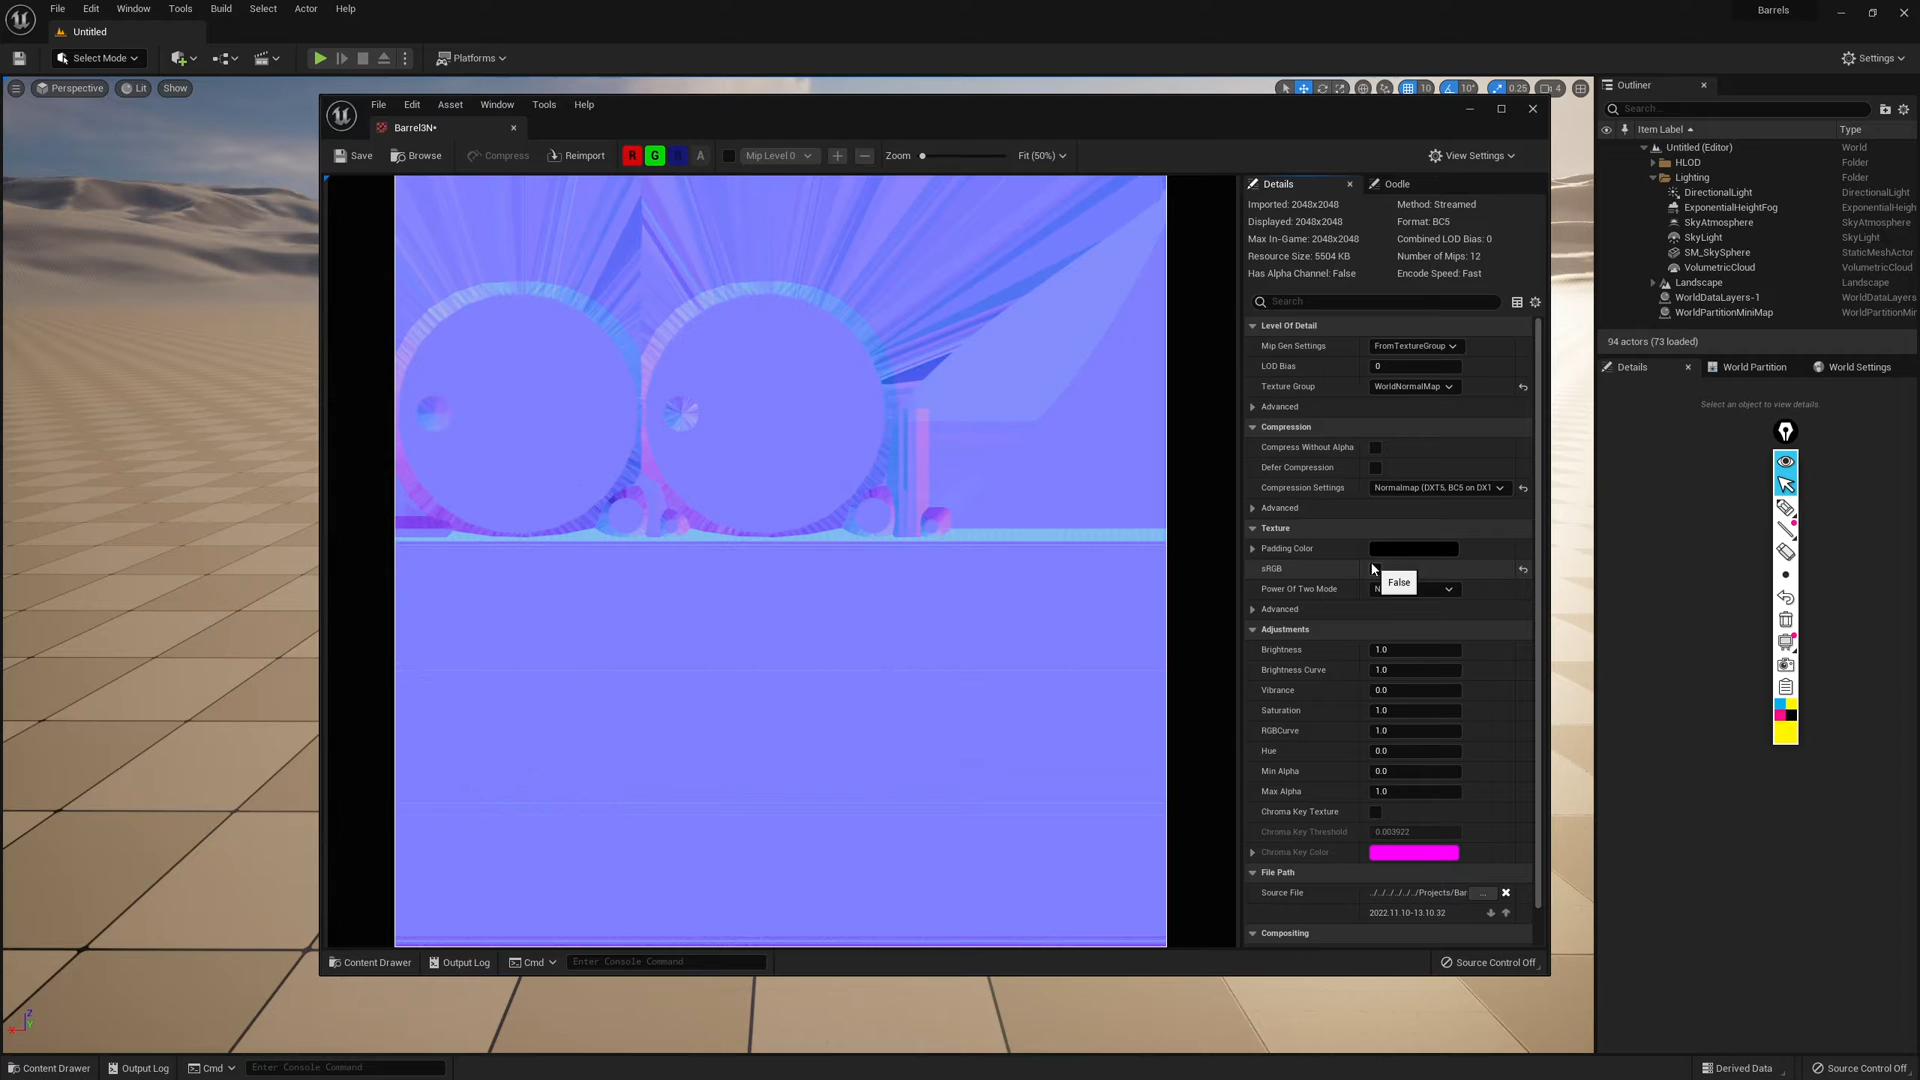 File Edit Window Tools Build Select Actor Help Barrels
Untitled
Select Mode Platforms Settings
Perspective Lit Show 10 10° 0.25 4
Outliner
Search...
Item Label Type
Untitled (Editor) World
HLOD Folder
Lighting Folder
DirectionalLight DirectionalLight
ExponentialHeightFog ExponentialHeigh
SkyAtmosphere SkyAtmosphere
SkyLight SkyLight
SM_SkySphere StaticMeshActor
VolumetricCloud VolumetricCloud
Landscape Landscape
WorldDataLayers-1 WorldDataLayers
WorldPartitionMiniMap WorldPartitionMin
94 actors (73 loaded)
Details World Partition World Settings
Select an object to view details.
File Edit Asset Window Tools Help
Barrel3N*
Save Browse Compress Reimport R G B A Mip Level 0 Zoom Fit (50%) View Settings
Details Oodle
Imported: 2048x2048 Method: Streamed
Displayed: 2048x2048 Format: BC5
Max In-Game: 2048x2048 Combined LOD Bias: 0
Resource Size: 5504 KB Number of Mips: 12
Has Alpha Channel: False Encode Speed: Fast
Search
Level Of Detail
Mip Gen Settings FromTextureGroup
LOD Bias 0
Texture Group WorldNormalMap
Advanced
Compression
Compress Without Alpha
Defer Compression
Compression Settings Normalmap (DXT5, BC5 on DX1
Advanced
Texture
Padding Color
sRGB
False
Power Of Two Mode N
Advanced
Adjustments
Brightness 1.0
Brightness Curve 1.0
Vibrance 0.0
Saturation 1.0
RGBCurve 1.0
Hue 0.0
Min Alpha 0.0
Max Alpha 1.0
Chroma Key Texture
Chroma Key Threshold 0.003922
Chroma Key Color
File Path
Source File ../../../../../../Projects/Bar ...
2022.11.10-13.10.32
Compositing
Content Drawer Output Log Cmd Enter Console Command Source Control Off
Z
X Y
Content Drawer Output Log Cmd Enter Console Command Derived Data Source Control Off